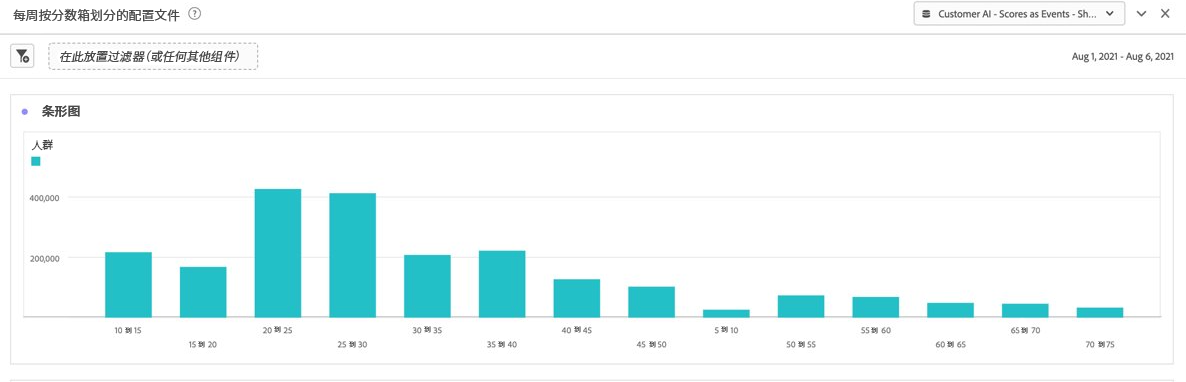 每周按分数箱划分的配置文件 ?
Customer AI - Scores as Events - Sh...
在此放置过滤器(或任何其他组件)
Aug 1, 2021 - Aug 6, 2021
条形图
人群
400,000
200,000
10 到 15
15 到 20
20 到 25
25 到 30
30 到 35
35 到 40
40 到 45
45 到 50
5 到 10
50 到 55
55 到 60
60 到 65
65 到 70
70 到 75